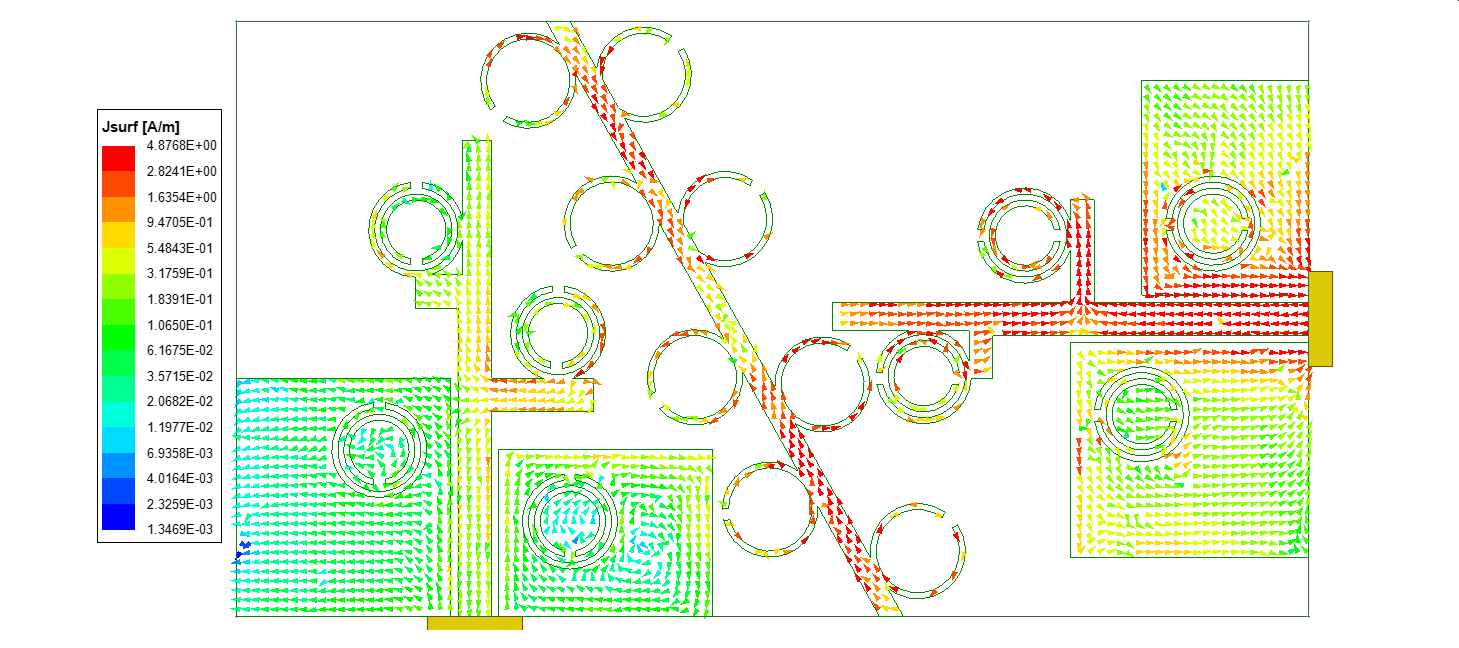 Jsurf [A/m]
4.8768E+00
2.8241E+00
1.6354E+00
9.4705E-01
5.4843E-01
3.1759E-01
1.8391E-01
1.0650E-01
6.1675E-02
3.5715E-02
2.0682E-02
1.1977E-02
6.9358E-03
4.0164E-03
2.3259E-03
1.3469E-03